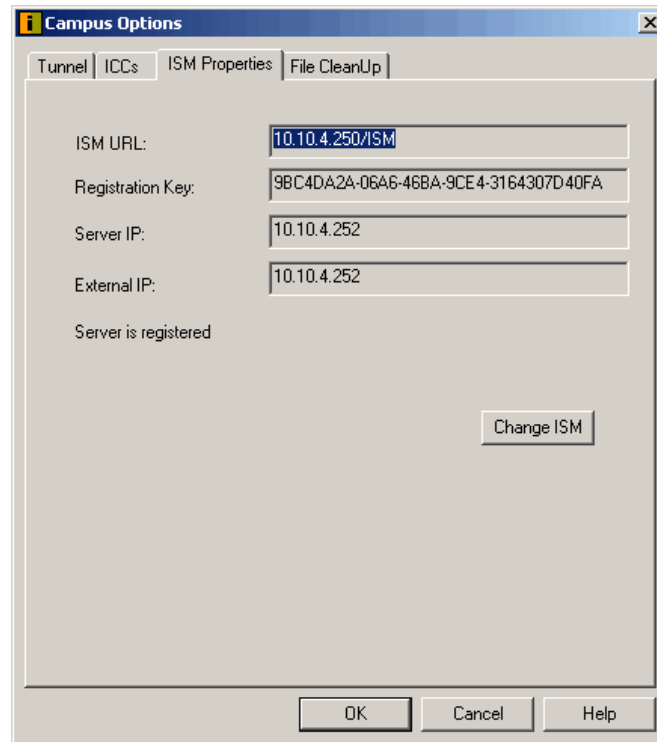 Campus Options
Tunnel ICCs ISM Properties File CleanUp
ISM URL: 10.10.4.250/ISM
Registration Key: 9BC4DA2A-06A6-46BA-9CE4-3164307D40FA
Server IP: 10.10.4.252
External IP: 10.10.4.252
Server is registered
Change ISM
OK Cancel Help